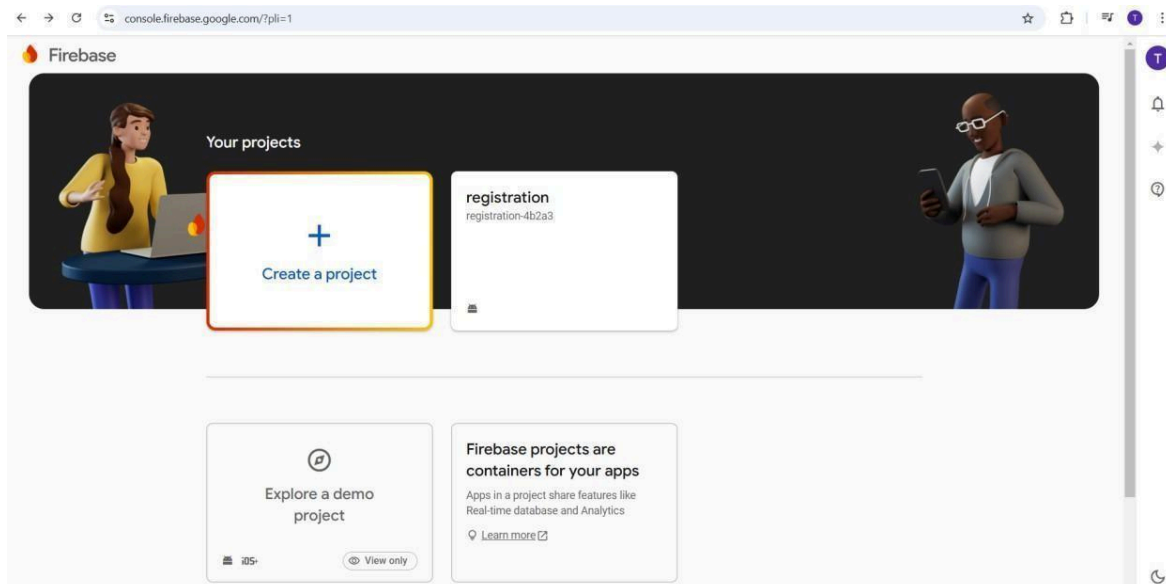 console.firebase.google.com/?pli=1
T
Firebase
T
Your projects
Create a project
registration
registration-4b2a3
Explore a demo
project
iOS+
View only
Firebase projects are
containers for your apps
Apps in a project share features like
Real-time database and Analytics
Learn more